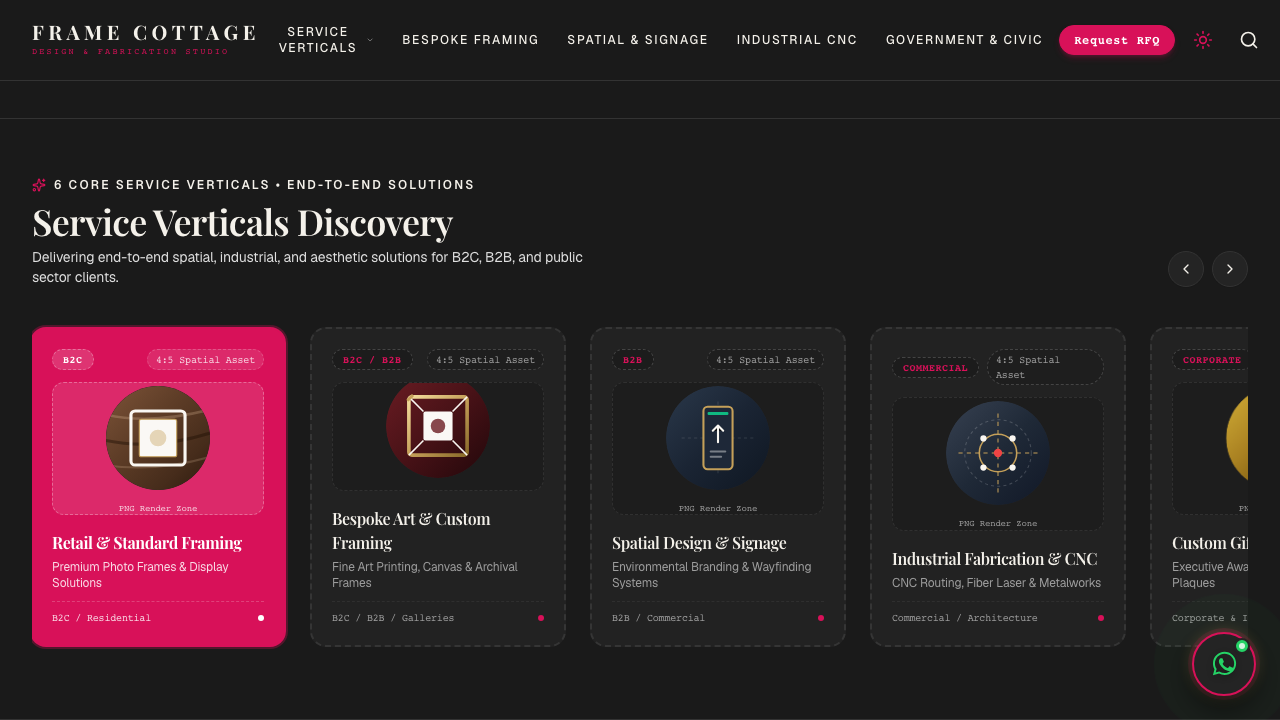 FRAME COTTAGE
DESIGN & FABRICATION STUDIO
SERVICE
VERTICALS
BESPOKE FRAMING
SPATIAL & SIGNAGE
INDUSTRIAL CNC
GOVERNMENT & CIVIC
Request RFQ
6 CORE SERVICE VERTICALS • END-TO-END SOLUTIONS
Service Verticals Discovery
Delivering end-to-end spatial, industrial, and aesthetic solutions for B2C, B2B, and public
sector clients.
B2C
4:5 Spatial Asset
PNG Render Zone
Retail & Standard Framing
Premium Photo Frames & Display
Solutions
B2C / Residential
B2C / B2B
4:5 Spatial Asset
Bespoke Art & Custom
Framing
Fine Art Printing, Canvas & Archival
Frames
B2C / B2B / Galleries
B2B
4:5 Spatial Asset
PNG Render Zone
Spatial Design & Signage
Environmental Branding & Wayfinding
Systems
B2B / Commercial
COMMERCIAL
4:5 Spatial
Asset
PNG Render Zone
Industrial Fabrication & CNC
CNC Routing, Fiber Laser & Metalworks
Commercial / Architecture
CORPORATE
Custom
Executive
Plaques
Corporate &